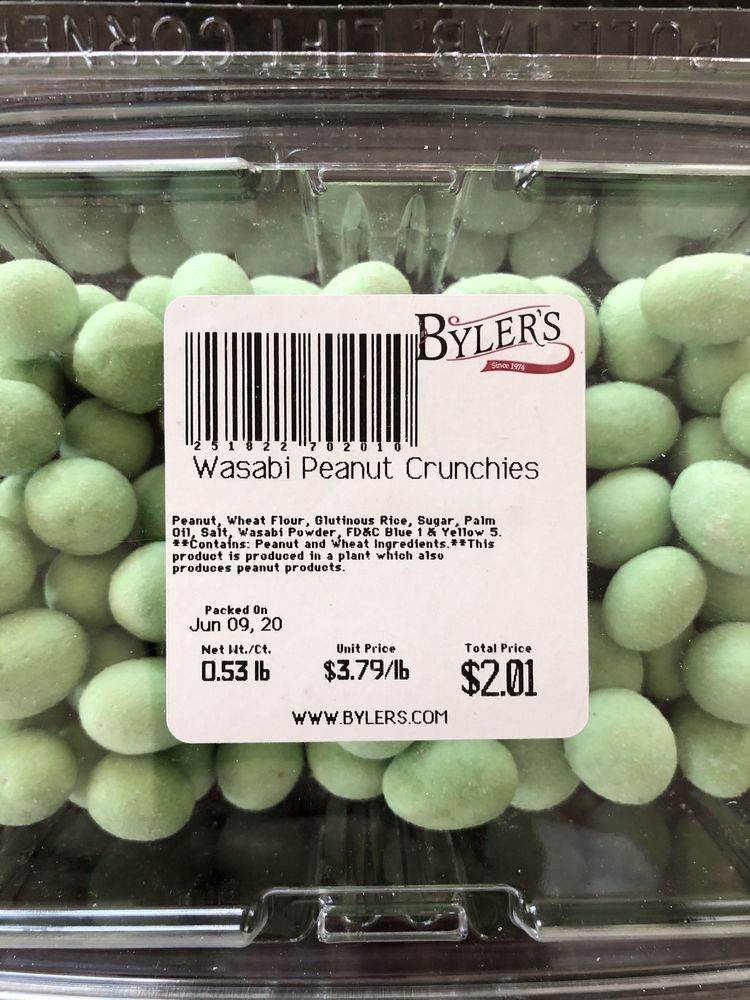 PULL TAB/ LIFT CORNER
BYLER'S
Since 1974
251822 702010
Wasabi Peanut Crunchies
Peanut, Wheat Flour, Glutinous Rice, Sugar, Palm
Oil, Salt, Wasabi Powder, FD&C Blue 1 & Yellow 5.
**Contains: Peanut and Wheat Ingredients.**This
product is produced in a plant which also
produces peanut products.
Packed On
Jun 09, 20
Net Wt./Ct. Unit Price Total Price
0.53 lb $3.79/lb $2.01
WWW.BYLERS.COM